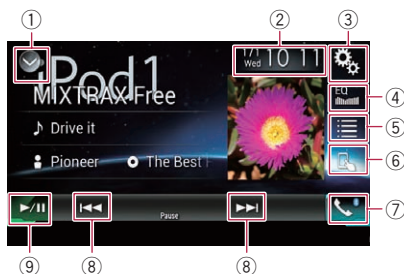 ① ② ③
iPod1
1/1
Wed
10 11
MIXTRAX Free
EQ
④
Drive it
⑤
Pioneer The Best
⑥
Pause
⑦
⑨ ⑧ ⑧